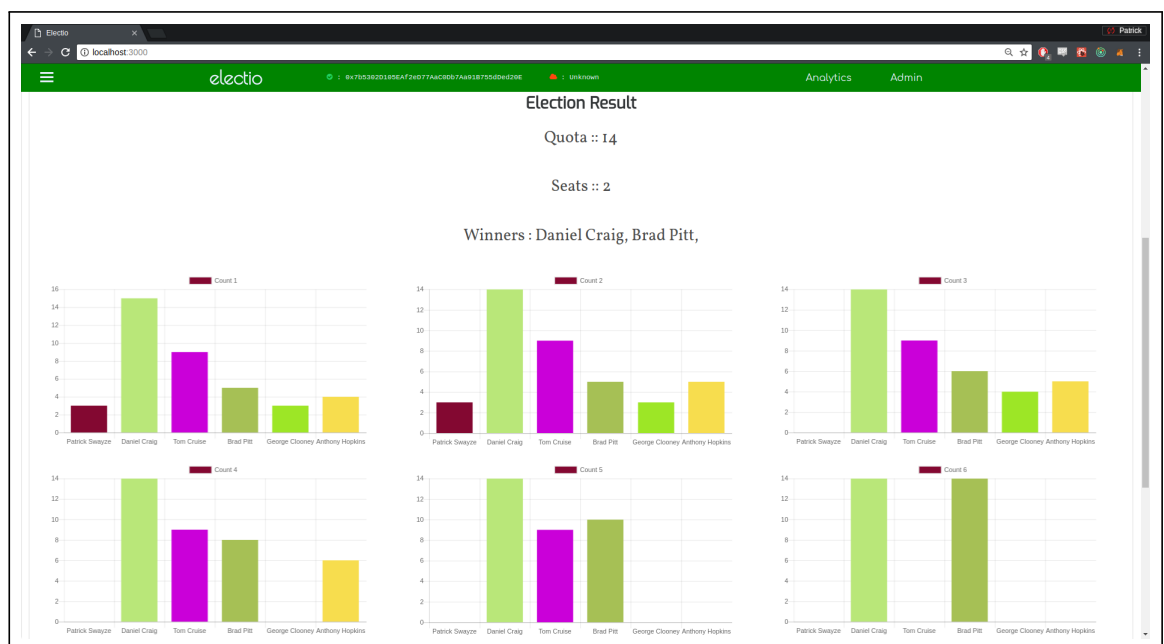 Electio
Patrick
localhost:3000
electio
: Unknown
Analytics
Admin
Election Result
Quota :: 14
Seats :: 2
Winners : Daniel Craig, Brad Pitt,
Count 1
16
14
12
10
8
6
4
2
0
Patrick Swayze Daniel Craig Tom Cruise Brad Pitt George Clooney Anthony Hopkins
Count 2
14
12
10
8
6
4
2
0
Patrick Swayze Daniel Craig Tom Cruise Brad Pitt George Clooney Anthony Hopkins
Count 3
14
12
10
8
6
4
2
0
Patrick Swayze Daniel Craig Tom Cruise Brad Pitt George Clooney Anthony Hopkins
Count 4
14
12
10
8
6
4
2
0
Patrick Swayze Daniel Craig Tom Cruise Brad Pitt George Clooney Anthony Hopkins
Count 5
14
12
10
8
6
4
2
0
Patrick Swayze Daniel Craig Tom Cruise Brad Pitt George Clooney Anthony Hopkins
Count 6
14
12
10
8
6
4
2
0
Patrick Swayze Daniel Craig Tom Cruise Brad Pitt George Clooney Anthony Hopkins